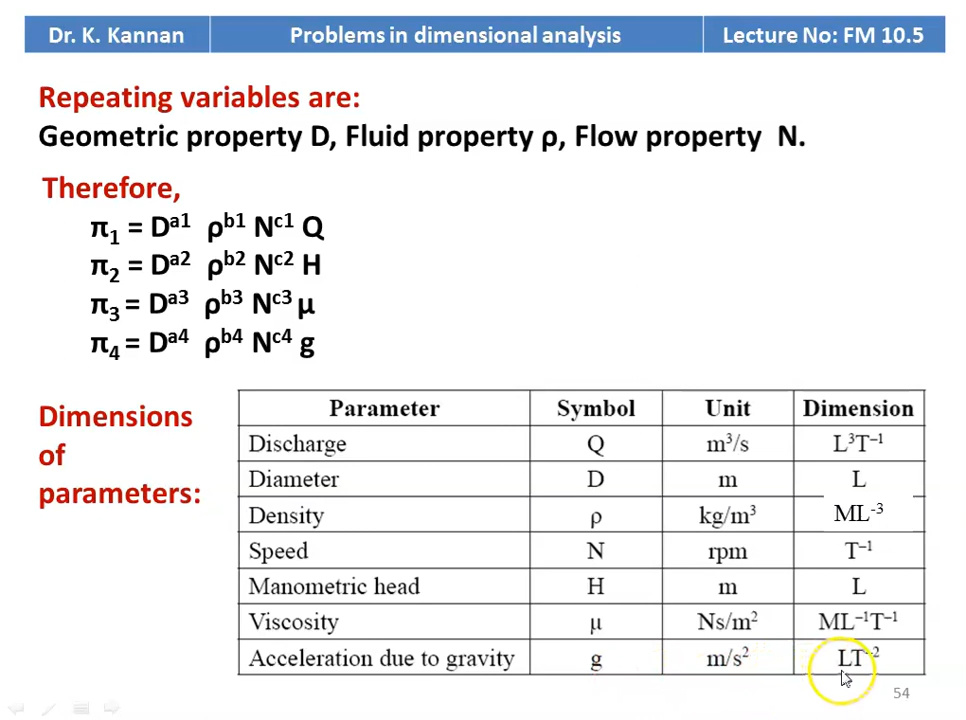 Dr. K. Kannan Problems in dimensional analysis Lecture No: FM 10.5
Repeating variables are:
Geometric property D, Fluid property ρ, Flow property N.
Therefore,
π₁ = Dᵃ¹ ρᵇ¹ Nᶜ¹ Q
π₂ = Dᵃ² ρᵇ² Nᶜ² H
π₃ = Dᵃ³ ρᵇ³ Nᶜ³ μ
π₄ = Dᵃ⁴ ρᵇ⁴ Nᶜ⁴ g
Dimensions
of
parameters:
Parameter Symbol Unit Dimension
Discharge Q m³/s L³T⁻¹
Diameter D m L
Density ρ kg/m³ ML⁻³
Speed N rpm T⁻¹
Manometric head H m L
Viscosity μ Ns/m² ML⁻¹T⁻¹
Acceleration due to gravity g m/s² LT⁻²
54